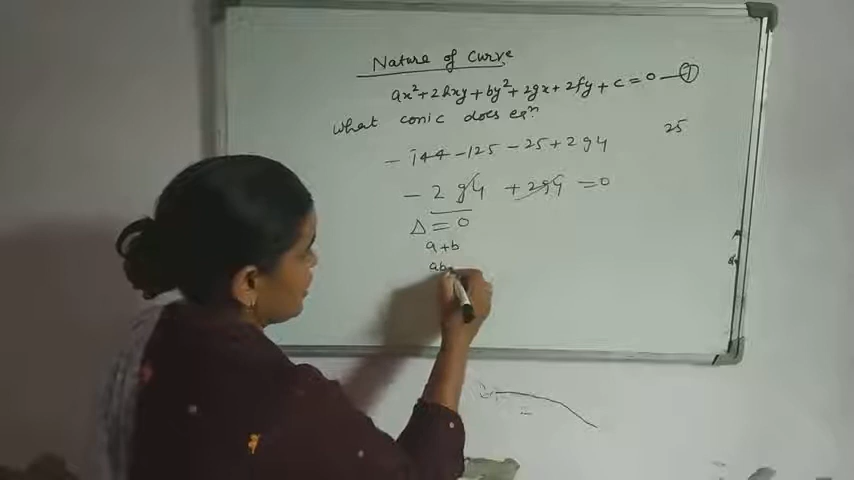 Nature of Curve
ax²+2hxy+by²+2gx+2fy+c=0 —①
What conic does eqn.
- 144 -125 - 25 + 294 25
- 294 + 294 = 0
Δ = 0
a+b
ab-